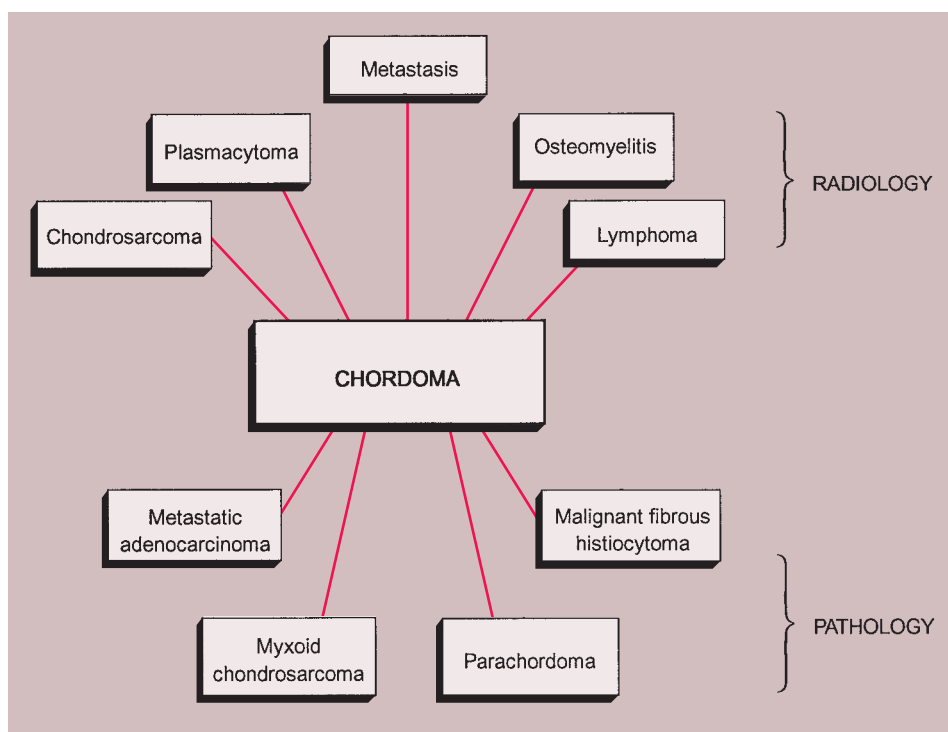 Metastasis
Plasmacytoma
Osteomyelitis
RADIOLOGY
Chondrosarcoma
Lymphoma
CHORDOMA
Metastatic
adenocarcinoma
Malignant fibrous
histiocytoma
PATHOLOGY
Myxoid
chondrosarcoma
Parachordoma